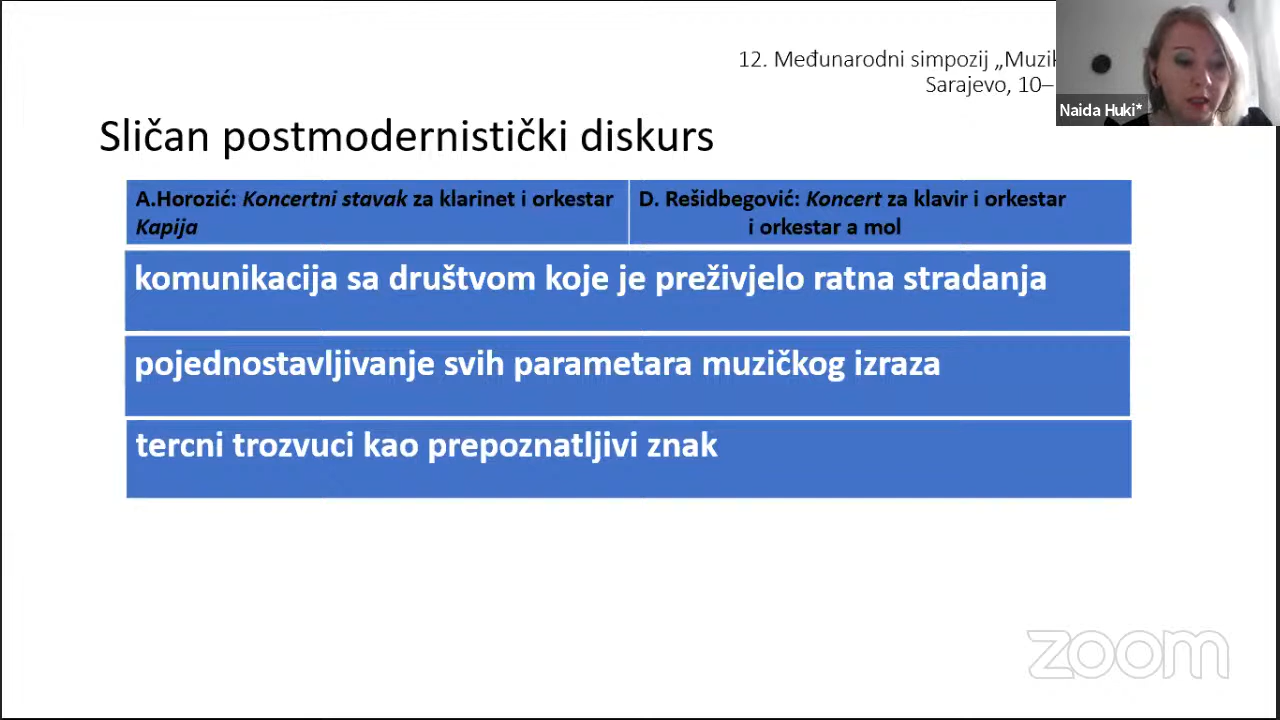 12. Međunarodni simpozij „Muzik
Sarajevo, 10–
Naida Huki*
Sličan postmodernistički diskurs
A.Horozić: Koncertni stavak za klarinet i orkestar
Kapija
D. Rešidbegović: Koncert za klavir i orkestar
i orkestar a mol
komunikacija sa društvom koje je preživjelo ratna stradanja
pojednostavljivanje svih parametara muzičkog izraza
tercni trozvuci kao prepoznatljivi znak
zoom